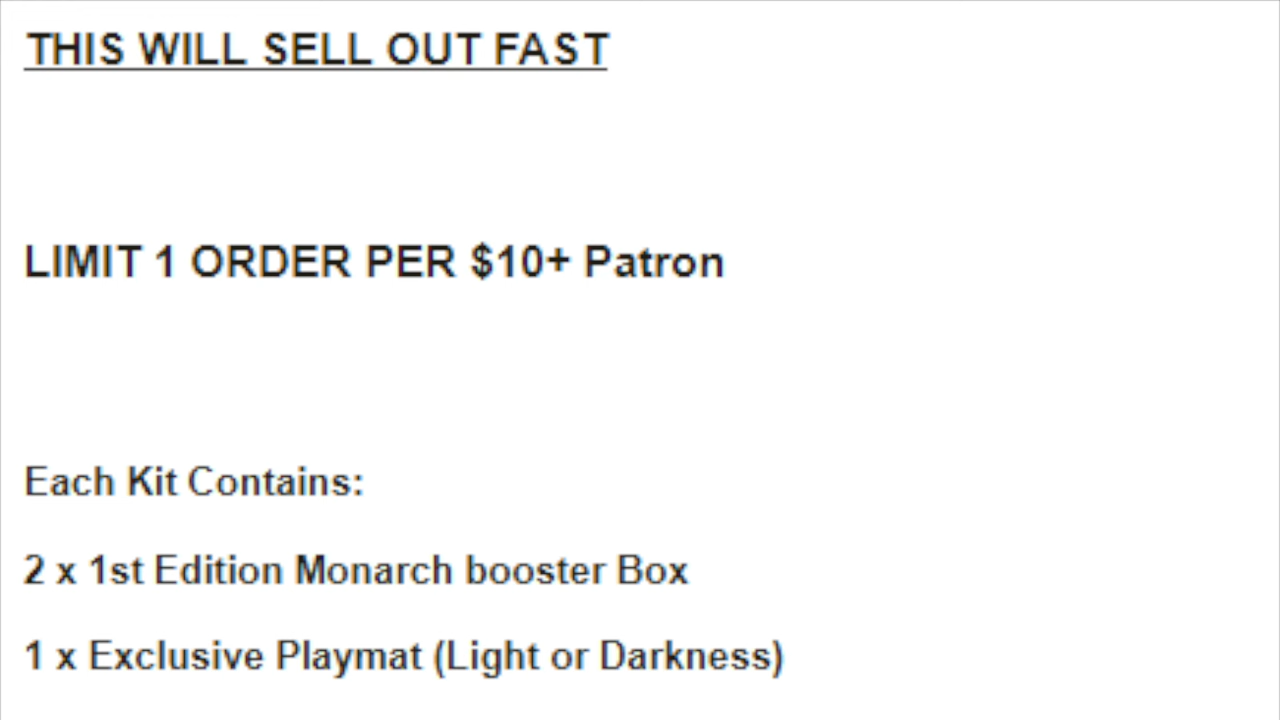 THIS WILL SELL OUT FAST
LIMIT 1 ORDER PER $10+ Patron
Each Kit Contains:
2 x 1st Edition Monarch booster Box
1 x Exclusive Playmat (Light or Darkness)